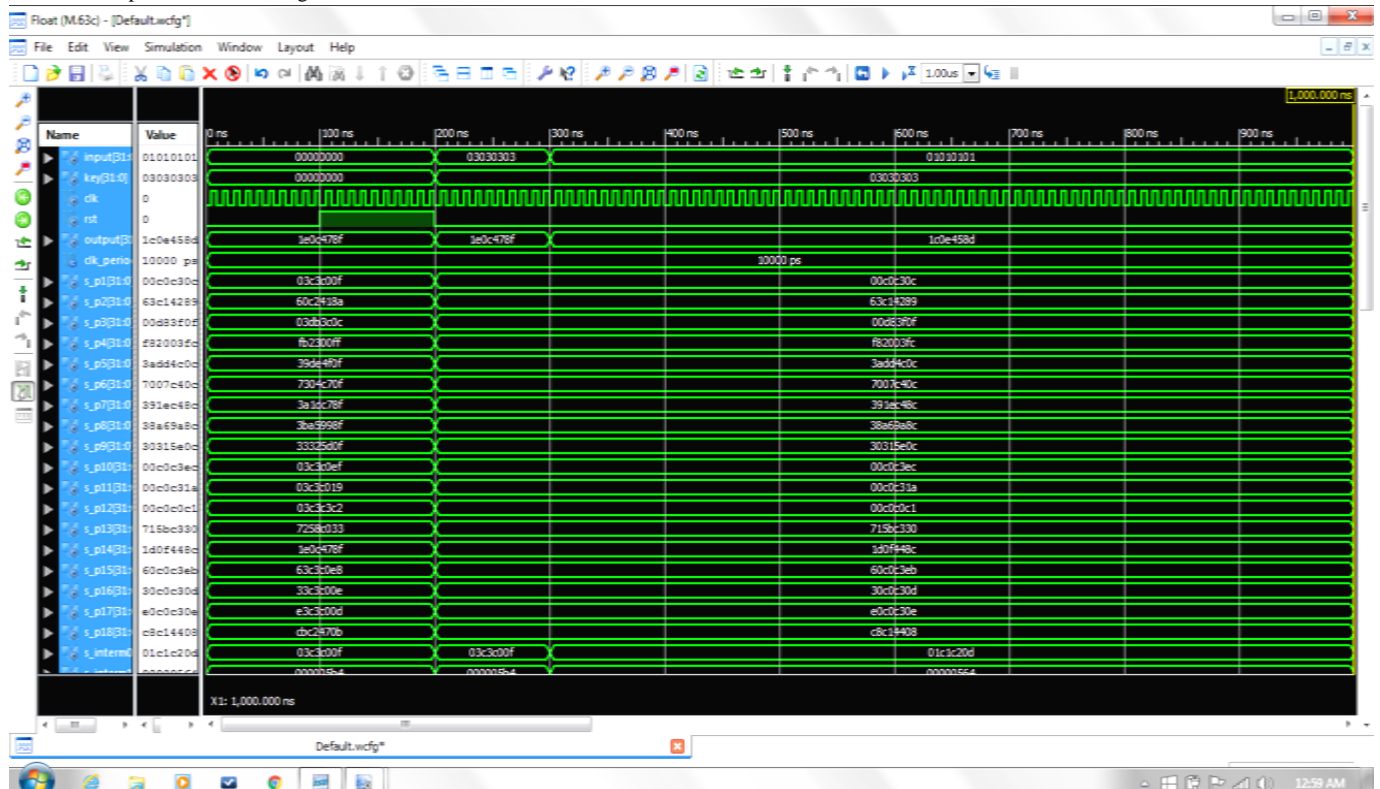 Float (M.63c) - [Default.wcfg*]
File Edit View Simulation Window Layout Help
1.00us
1,000.000 ns
Name Value 0 ns 100 ns 200 ns 300 ns 400 ns 500 ns 600 ns 700 ns 800 ns 900 ns
input[31: 01010101 00000000 03030303 01010101
key[31:0] 03030303 00000000 03030303
clk 0
rst 0
output[3: 1c0e458d 1e0c478f 1e0c478f 1c0e458d
clk_perio 10000 ps 10000 ps
s_p1[31:0 00c0c30c 03c3c00f 00c0c30c
s_p2[31:0 63c14289 60c2418a 63c14289
s_p3[31:0 00d83f0f 03db3c0c 00d83f0f
s_p4[31:0 f82003fc fb2300ff f82003fc
s_p5[31:0 3add4c0c 39de4f0f 3add4c0c
s_p6[31:0 7007c40c 7304c70f 7007c40c
s_p7[31:0 391ec48c 3a1dc78f 391ec48c
s_p8[31:0 38a69a8c 3ba5998f 38a69a8c
s_p9[31:0 30315e0c 33325d0f 30315e0c
s_p10[31: 00c0c3ec 03c3c0ef 00c0c3ec
s_p11[31: 00c0c31a 03c3c019 00c0c31a
s_p12[31: 00c0c0c1 03c3c3c2 00c0c0c1
s_p13[31: 715bc330 7258c033 715bc330
s_p14[31: 1d0f448c 1e0c478f 1d0f448c
s_p15[31: 60c0c3eb 63c3c0e8 60c0c3eb
s_p16[31: 30c0c30d 33c3c00e 30c0c30d
s_p17[31: e0c0c30e e3c3c00d e0c0c30e
s_p18[31: c8c14408 cbc2470b c8c14408
s_interm0 01c1c20d 03c3c00f 03c3c00f 01c1c20d
000005b4 000005b4 00000564
X1: 1,000.000 ns
Default.wcfg*
12:59 AM